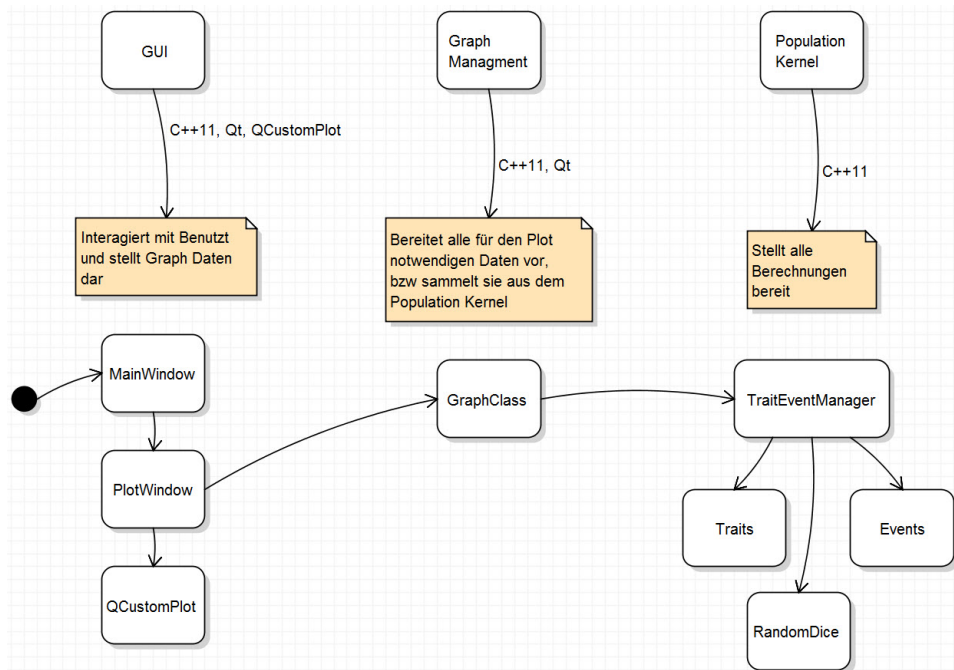 GUI
Graph
Managment
Population
Kernel
C++11, Qt, QCustomPlot
C++11, Qt
C++11
Interagiert mit Benutzt
und stellt Graph Daten
dar
Bereitet alle für den Plot
notwendigen Daten vor,
bzw sammelt sie aus dem
Population Kernel
Stellt alle
Berechnungen
bereit
MainWindow
GraphClass
TraitEventManager
PlotWindow
Traits
Events
QCustomPlot
RandomDice